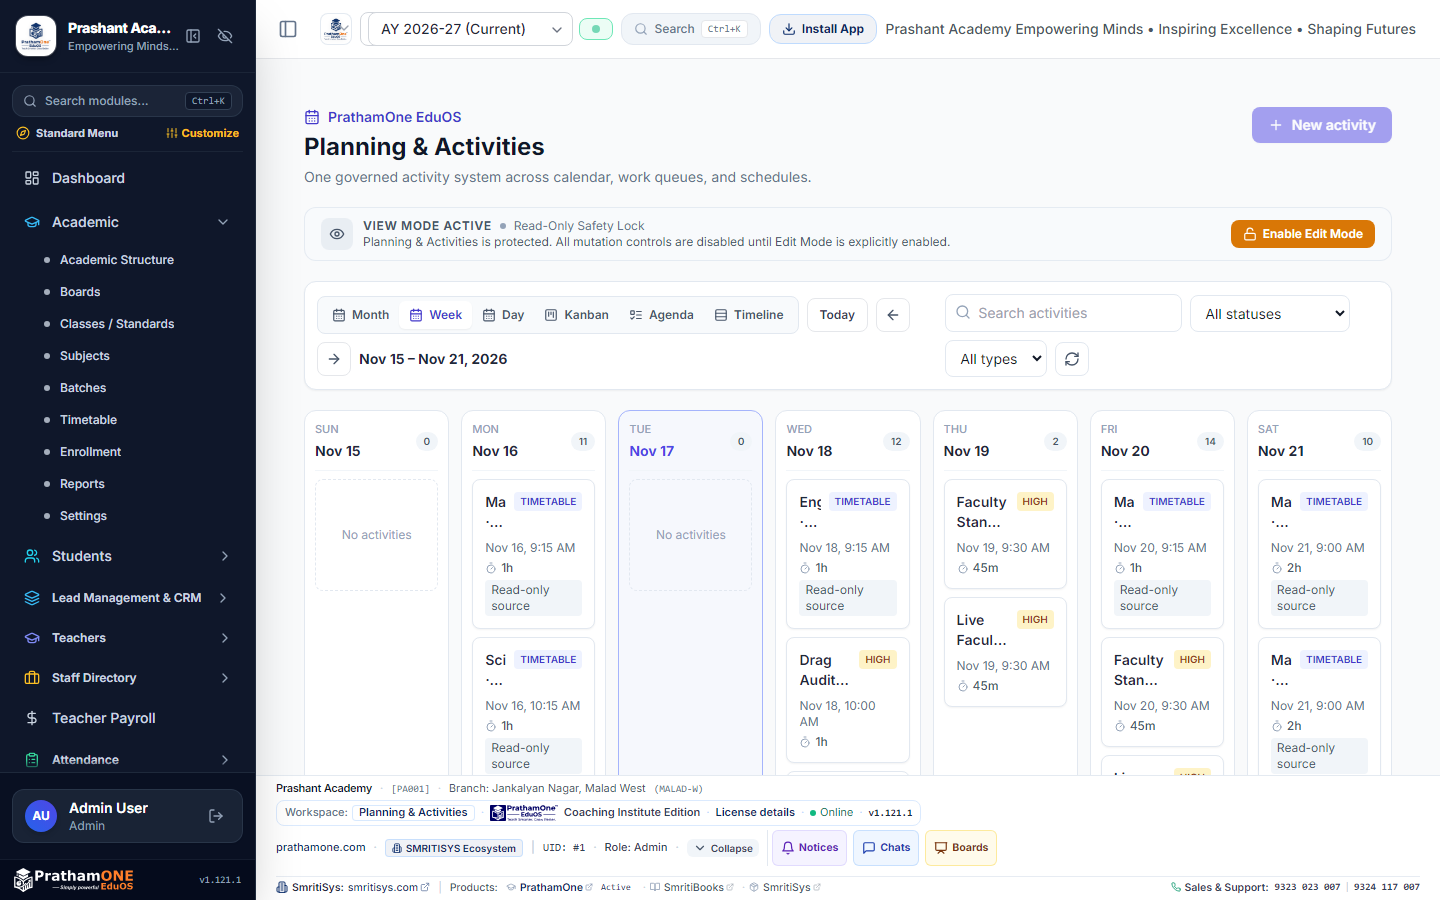 Prashant Aca...
Empowering Minds...
Search modules...
Ctrl+K
Standard Menu
Customize
Dashboard
Academic
Academic Structure
Boards
Classes / Standards
Subjects
Batches
Timetable
Enrollment
Reports
Settings
Students
Lead Management & CRM
Teachers
Staff Directory
Teacher Payroll
Attendance
AU
Admin User
Admin
PrathamONE
Simply powerful EduOS
v1.121.1
AY 2026-27 (Current)
Search
Ctrl+K
Install App
Prashant Academy Empowering Minds • Inspiring Excellence • Shaping Futures
PrathamOne EduOS
Planning & Activities
One governed activity system across calendar, work queues, and schedules.
New activity
VIEW MODE ACTIVE
Read-Only Safety Lock
Planning & Activities is protected. All mutation controls are disabled until Edit Mode is explicitly enabled.
Enable Edit Mode
Month
Week
Day
Kanban
Agenda
Timeline
Today
Search activities
All statuses
Nov 15 – Nov 21, 2026
All types
SUN
Nov 15
0
No activities
MON
Nov 16
11
Ma
·...
TIMETABLE
Nov 16, 9:15 AM
1h
Read-only
source
Sci
·...
TIMETABLE
Nov 16, 10:15 AM
1h
Read-only
source
TUE
Nov 17
0
No activities
WED
Nov 18
12
Eng
·...
TIMETABLE
Nov 18, 9:15 AM
1h
Read-only
source
Drag
Audit...
HIGH
Nov 18, 10:00
AM
1h
THU
Nov 19
2
Faculty
Stan...
HIGH
Nov 19, 9:30 AM
45m
Live
Facul...
HIGH
Nov 19, 9:30 AM
45m
FRI
Nov 20
14
Ma
·...
TIMETABLE
Nov 20, 9:15 AM
1h
Read-only
source
Faculty
Stan...
HIGH
Nov 20, 9:30 AM
45m
SAT
Nov 21
10
Ma
·...
TIMETABLE
Nov 21, 9:00 AM
2h
Read-only
source
Ma
·...
TIMETABLE
Nov 21, 9:00 AM
2h
Read-only
source
Prashant Academy · [PA001] · Branch: Jankalyan Nagar, Malad West (MALAD-W)
Workspace: Planning & Activities · PrathamOne EduOS Coaching Institute Edition · License details · Online · v1.121.1
prathamone.com · SMRITISYS Ecosystem | UID: #1 · Role: Admin · Collapse
Notices
Chats
Boards
SmritiSys: smritisys.com | Products: PrathamOne Active · SmritiBooks · SmritiSys
Sales & Support: 9323 023 007 | 9324 117 007